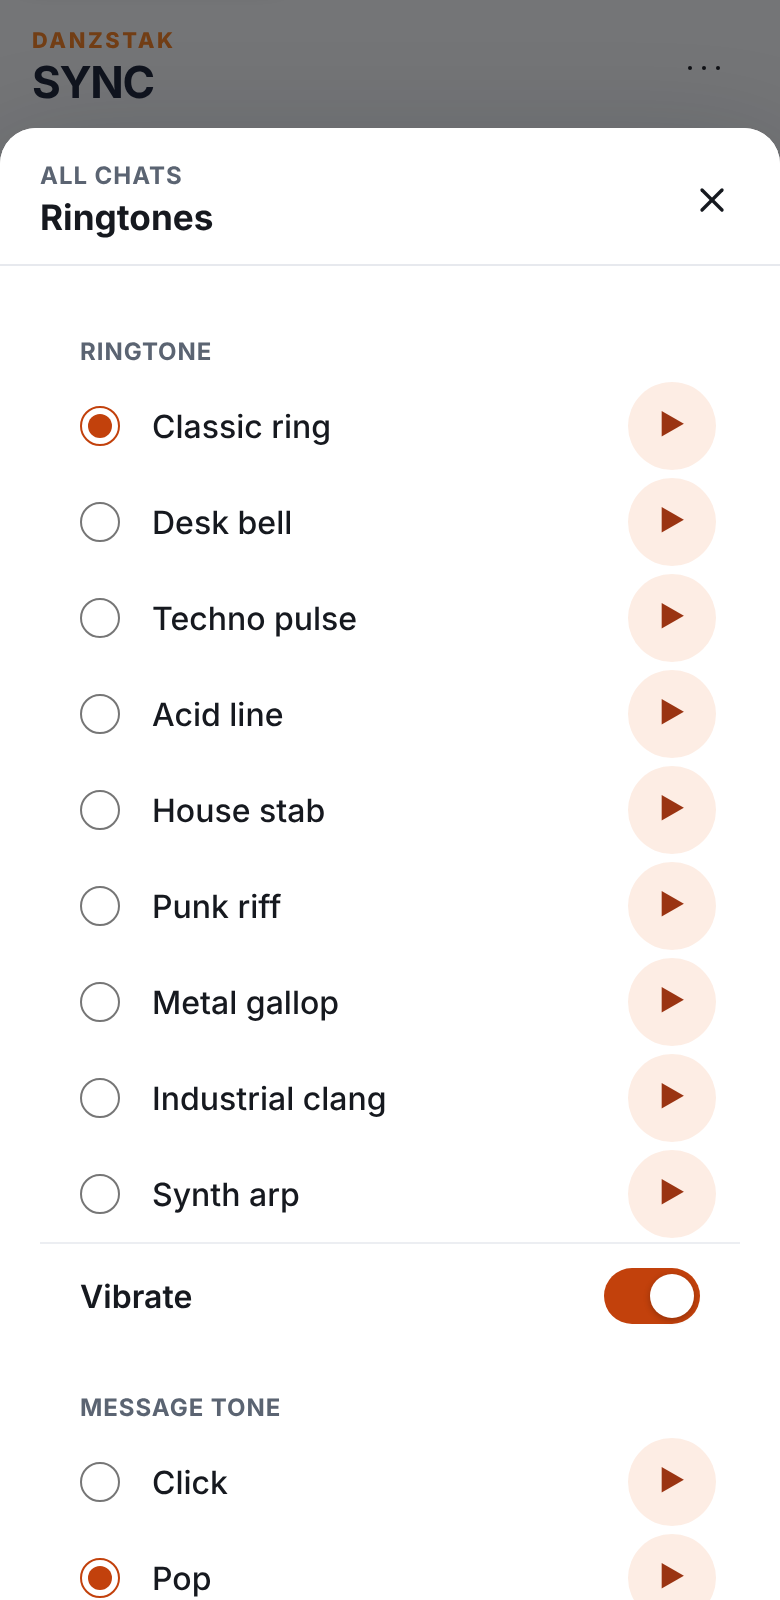 DANZSTAK
SYNC
ALL CHATS
Ringtones
RINGTONE
Classic ring
Desk bell
Techno pulse
Acid line
House stab
Punk riff
Metal gallop
Industrial clang
Synth arp
Vibrate
MESSAGE TONE
Click
Pop